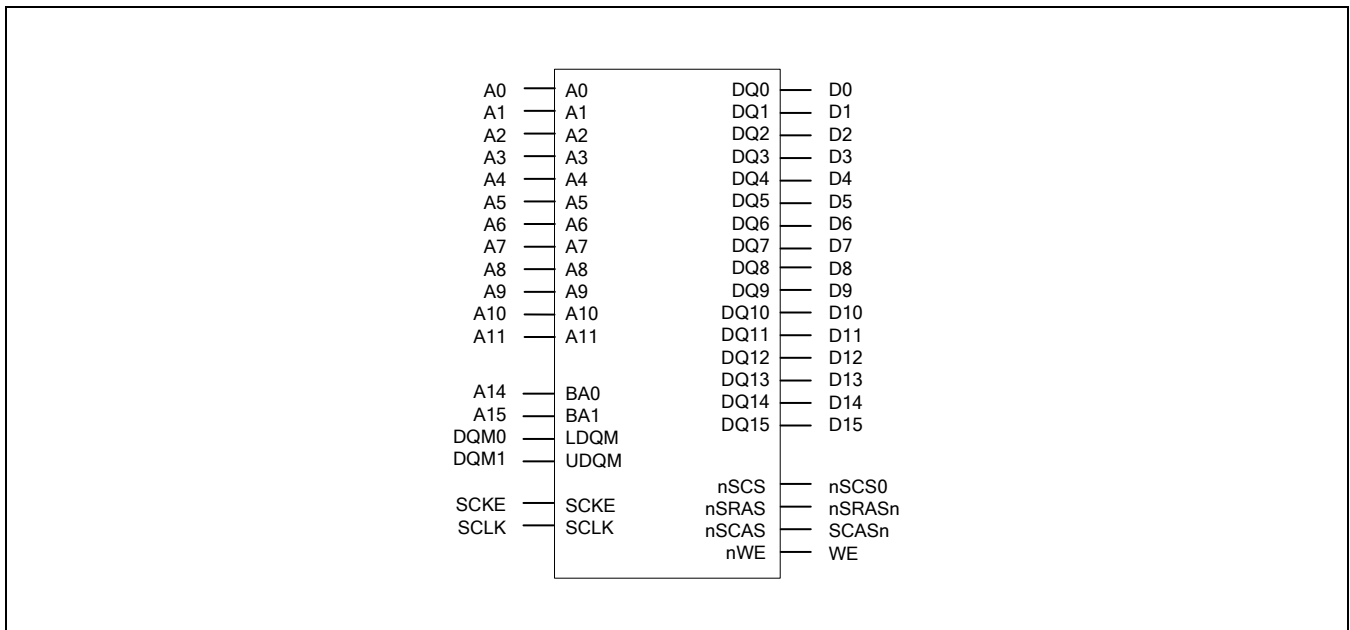 A0 A0 DQ0 D0
A1 A1 DQ1 D1
A2 A2 DQ2 D2
A3 A3 DQ3 D3
A4 A4 DQ4 D4
A5 A5 DQ5 D5
A6 A6 DQ6 D6
A7 A7 DQ7 D7
A8 A8 DQ8 D8
A9 A9 DQ9 D9
A10 A10 DQ10 D10
A11 A11 DQ11 D11
DQ12 D12
DQ13 D13
A14 BA0 DQ14 D14
A15 BA1 DQ15 D15
DQM0 LDQM
DQM1 UDQM
nSCS nSCS0
SCKE SCKE nSRAS nSRASn
SCLK SCLK nSCAS SCASn
nWE WE